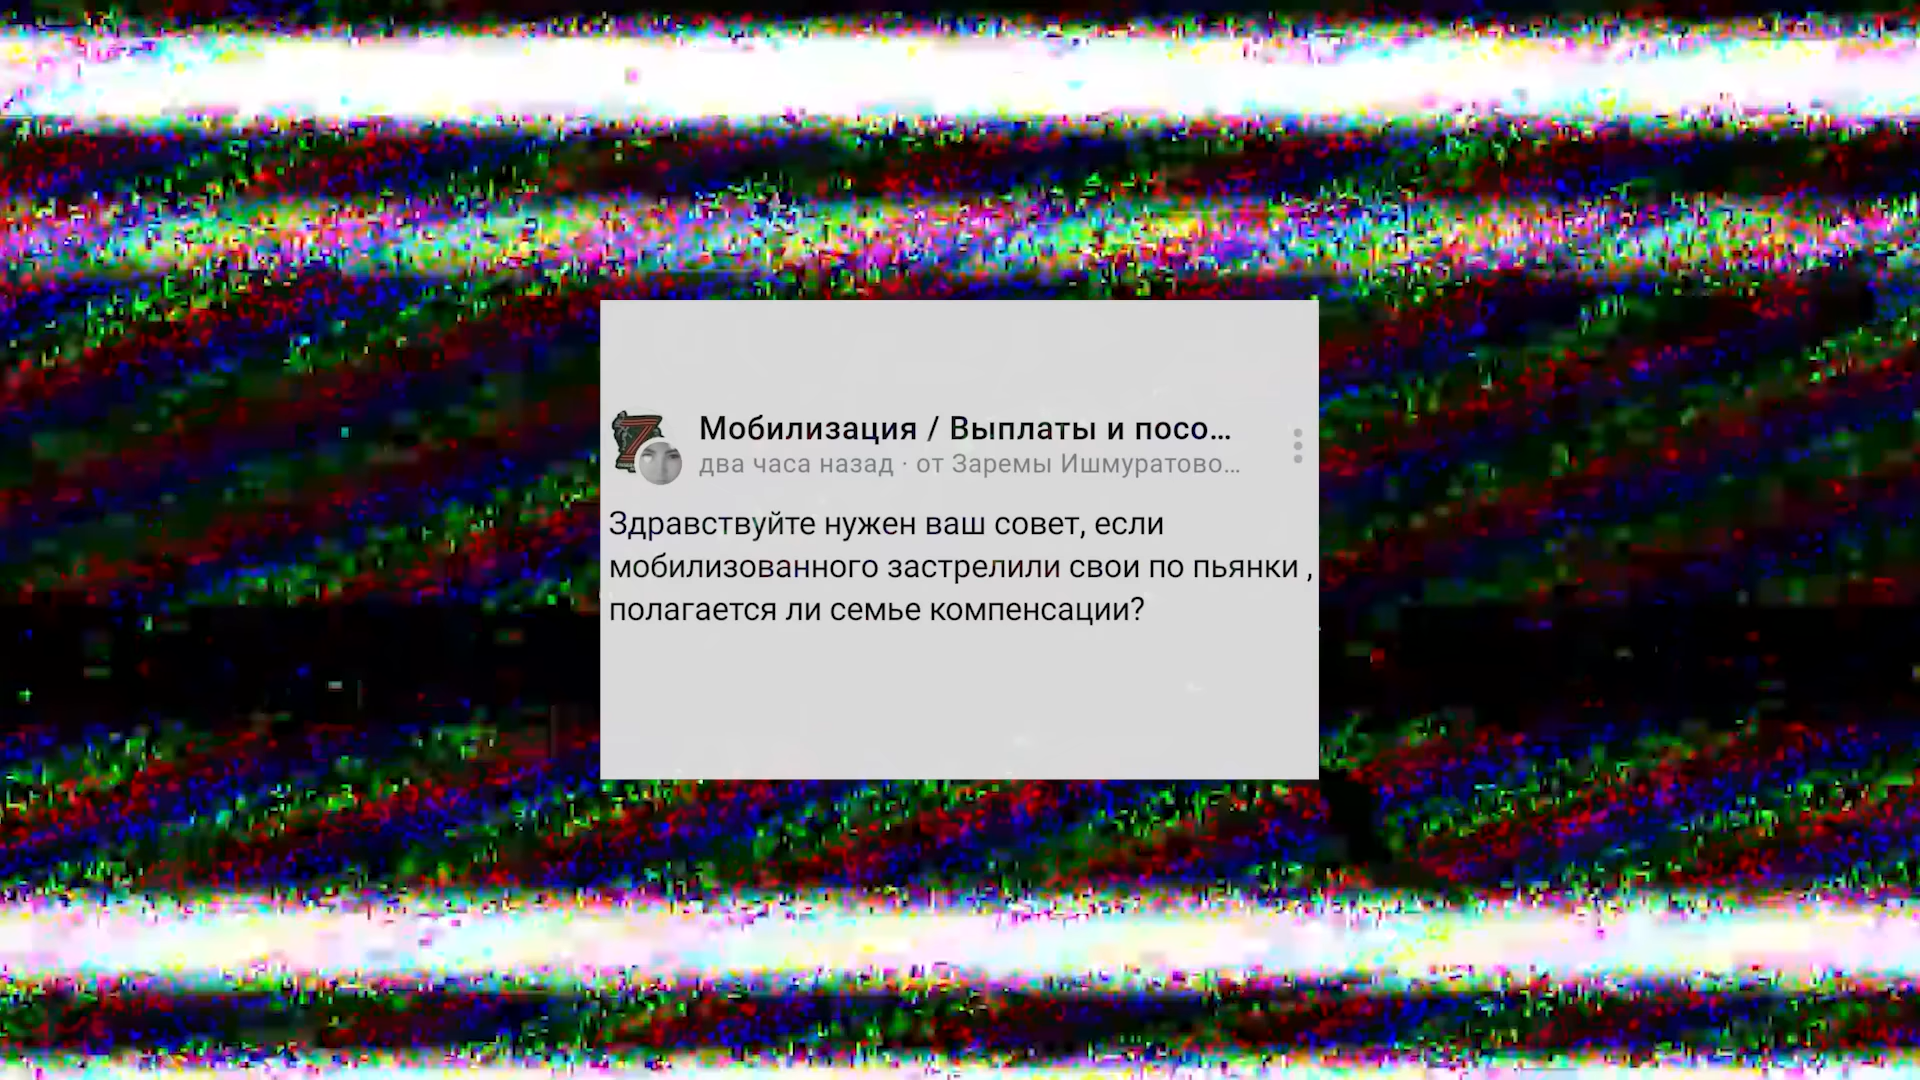 Мобилизация / Выплаты и посо...
два часа назад · от Заремы Ишмуратово...
Здравствуйте нужен ваш совет, если
мобилизованного застрелили свои по пьянки ,
полагается ли семье компенсации?